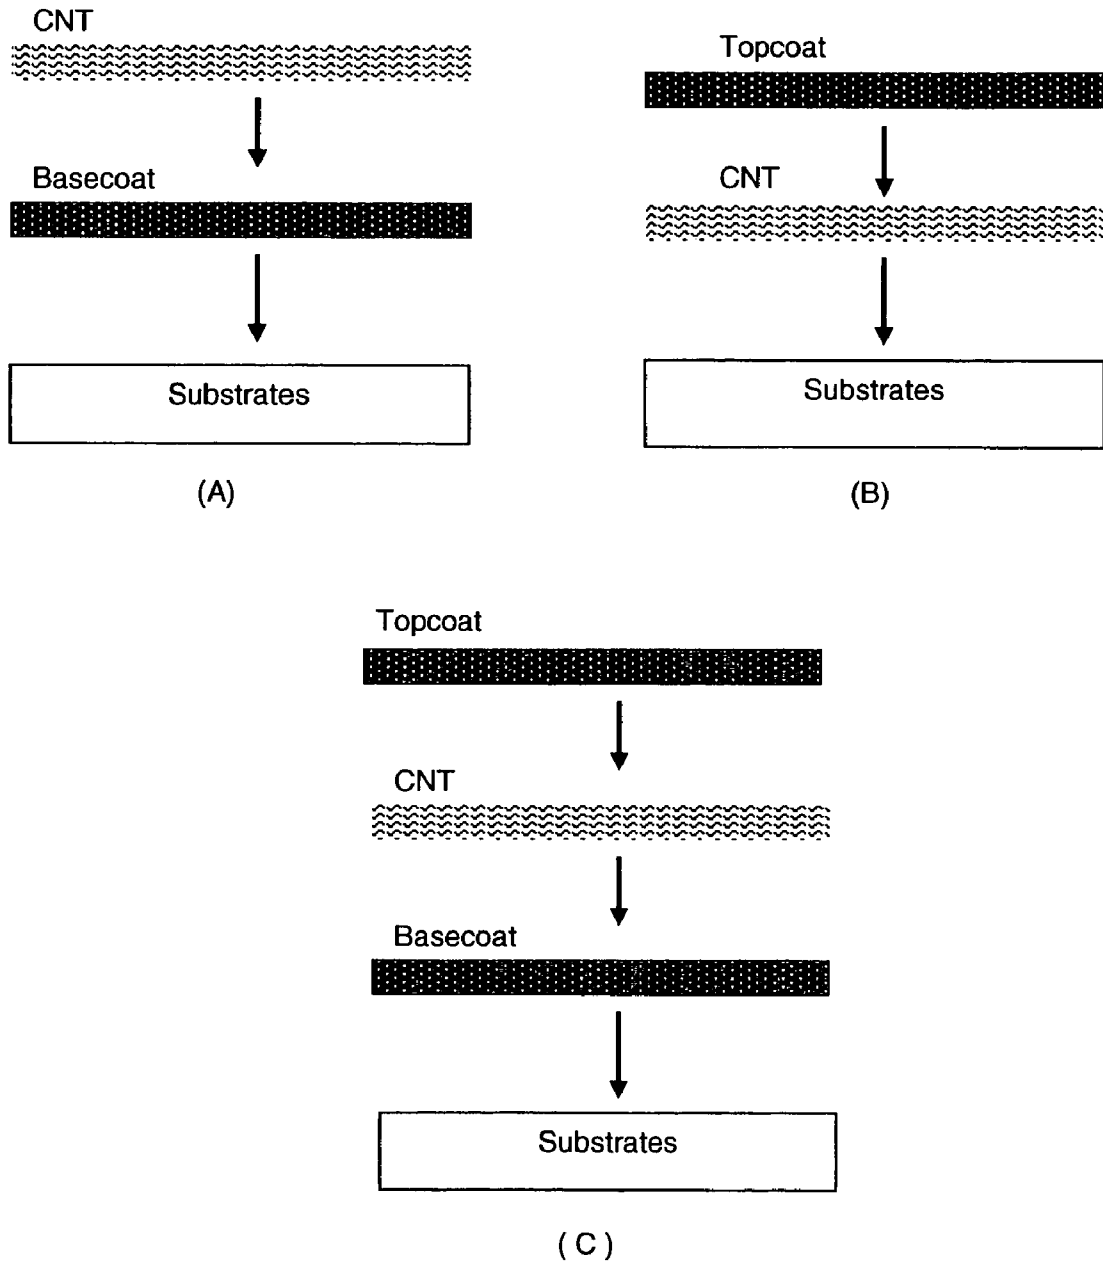 CNT
Basecoat
Substrates
(A)
Topcoat
CNT
Substrates
(B)
Topcoat
CNT
Basecoat
Substrates
( C )